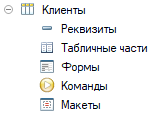 Клиенты
Реквизиты
Табличные части
Формы
Команды
Макеты